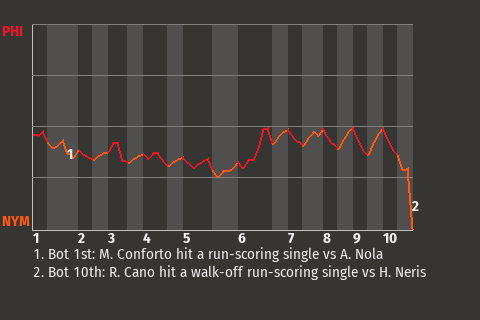 PHI
1
2
NYM
1 2 3 4 5 6 7 8 9 10
1. Bot 1st: M. Conforto hit a run-scoring single vs A. Nola
2. Bot 10th: R. Cano hit a walk-off run-scoring single vs H. Neris